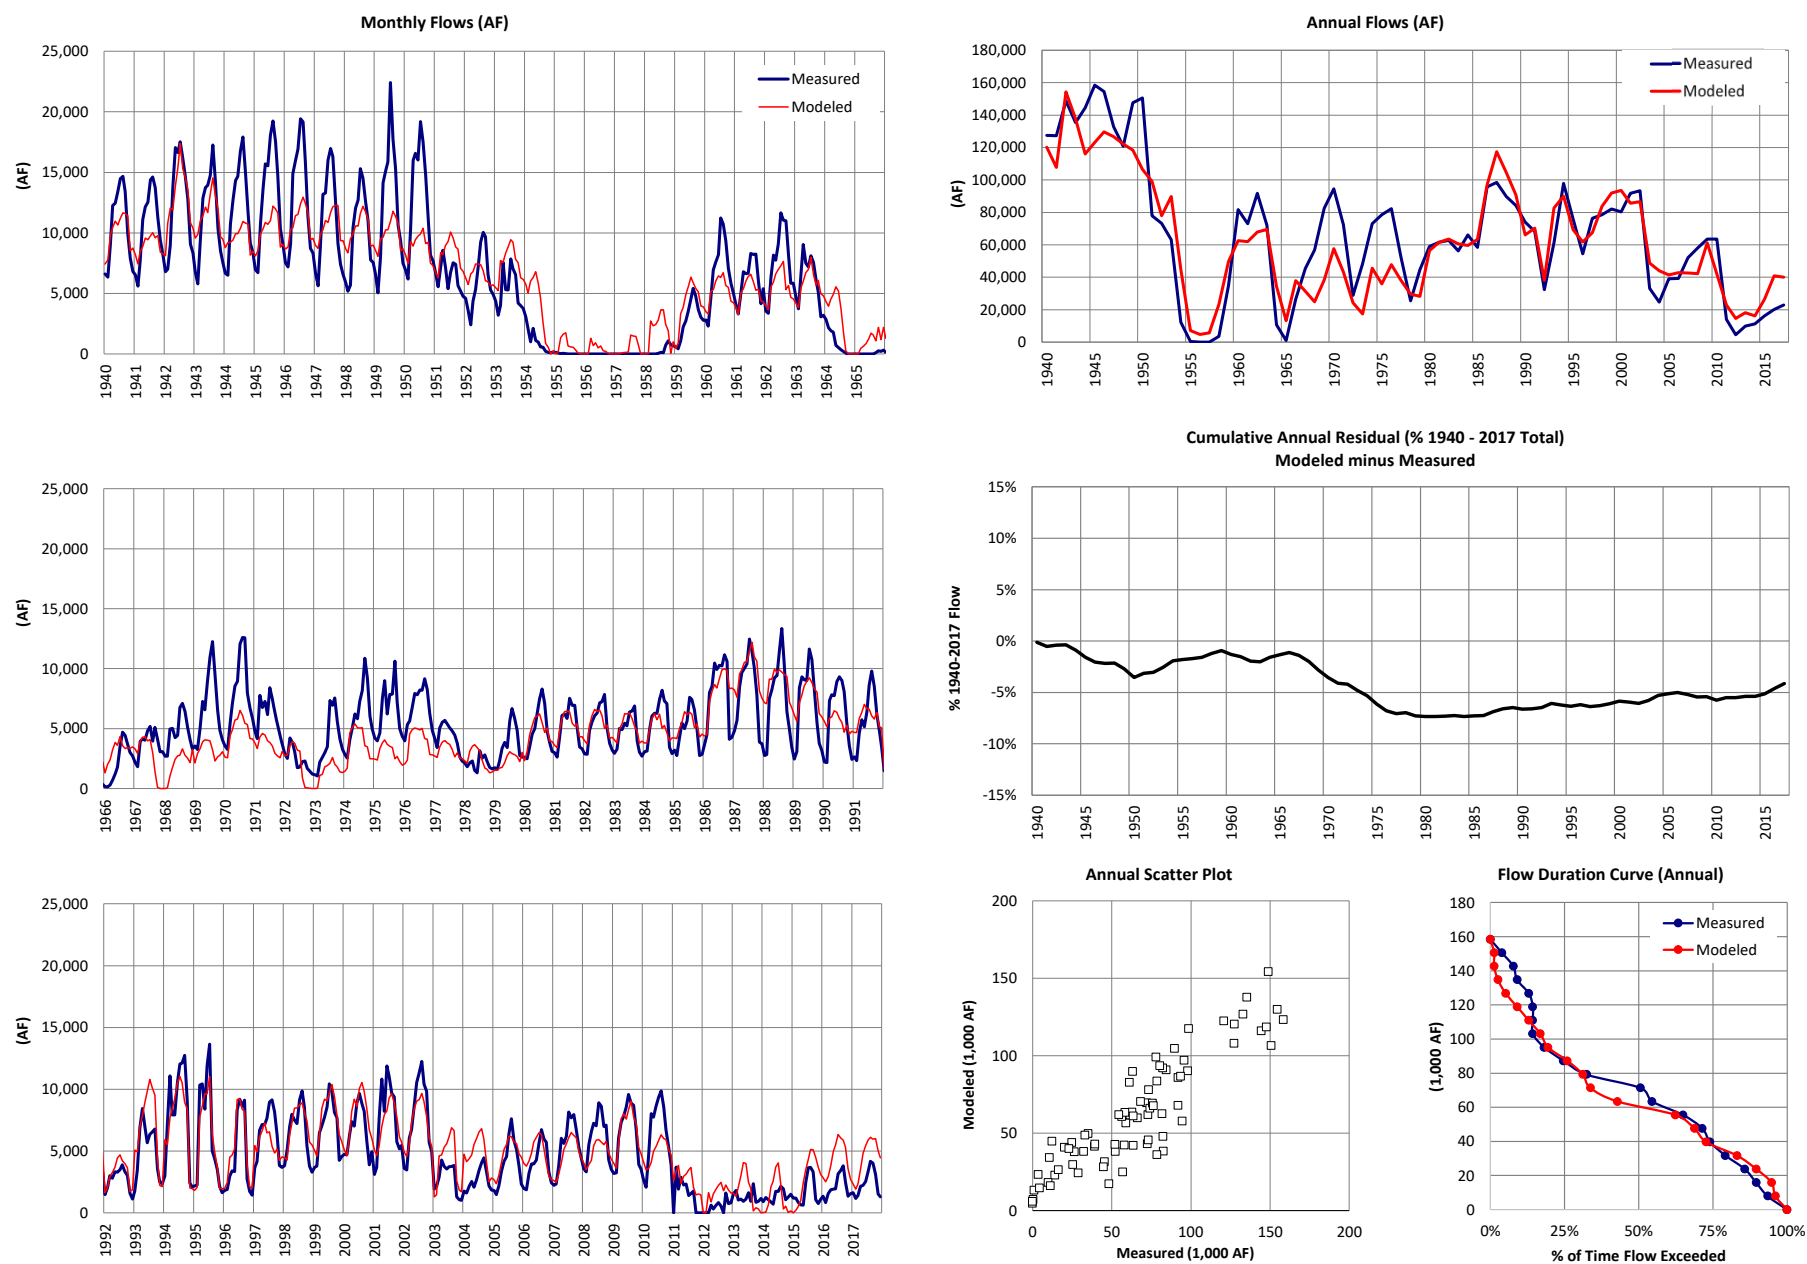 Monthly Flows (AF)
25,000
20,000
15,000
10,000
5,000
0
(AF)
Measured
Modeled
1940 1941 1942 1943 1944 1945 1946 1947 1948 1949 1950 1951 1952 1953 1954 1955 1956 1957 1958 1959 1960 1961 1962 1963 1964 1965
25,000
20,000
15,000
10,000
5,000
0
(AF)
1966 1967 1968 1969 1970 1971 1972 1973 1974 1975 1976 1977 1978 1979 1980 1981 1982 1983 1984 1985 1986 1987 1988 1989 1990 1991
25,000
20,000
15,000
10,000
5,000
0
(AF)
1992 1993 1994 1995 1996 1997 1998 1999 2000 2001 2002 2003 2004 2005 2006 2007 2008 2009 2010 2011 2012 2013 2014 2015 2016 2017
Annual Flows (AF)
180,000
160,000
140,000
120,000
100,000
80,000
60,000
40,000
20,000
0
(AF)
Measured
Modeled
1940 1945 1950 1955 1960 1965 1970 1975 1980 1985 1990 1995 2000 2005 2010 2015
Cumulative Annual Residual (% 1940 - 2017 Total)
Modeled minus Measured
15%
10%
5%
0%
-5%
-10%
-15%
% 1940-2017 Flow
1940 1945 1950 1955 1960 1965 1970 1975 1980 1985 1990 1995 2000 2005 2010 2015
Annual Scatter Plot
200
150
100
50
0
Modeled (1,000 AF)
0 50 100 150 200
Measured (1,000 AF)
Flow Duration Curve (Annual)
180
160
140
120
100
80
60
40
20
0
(1,000 AF)
Measured
Modeled
0% 25% 50% 75% 100%
% of Time Flow Exceeded